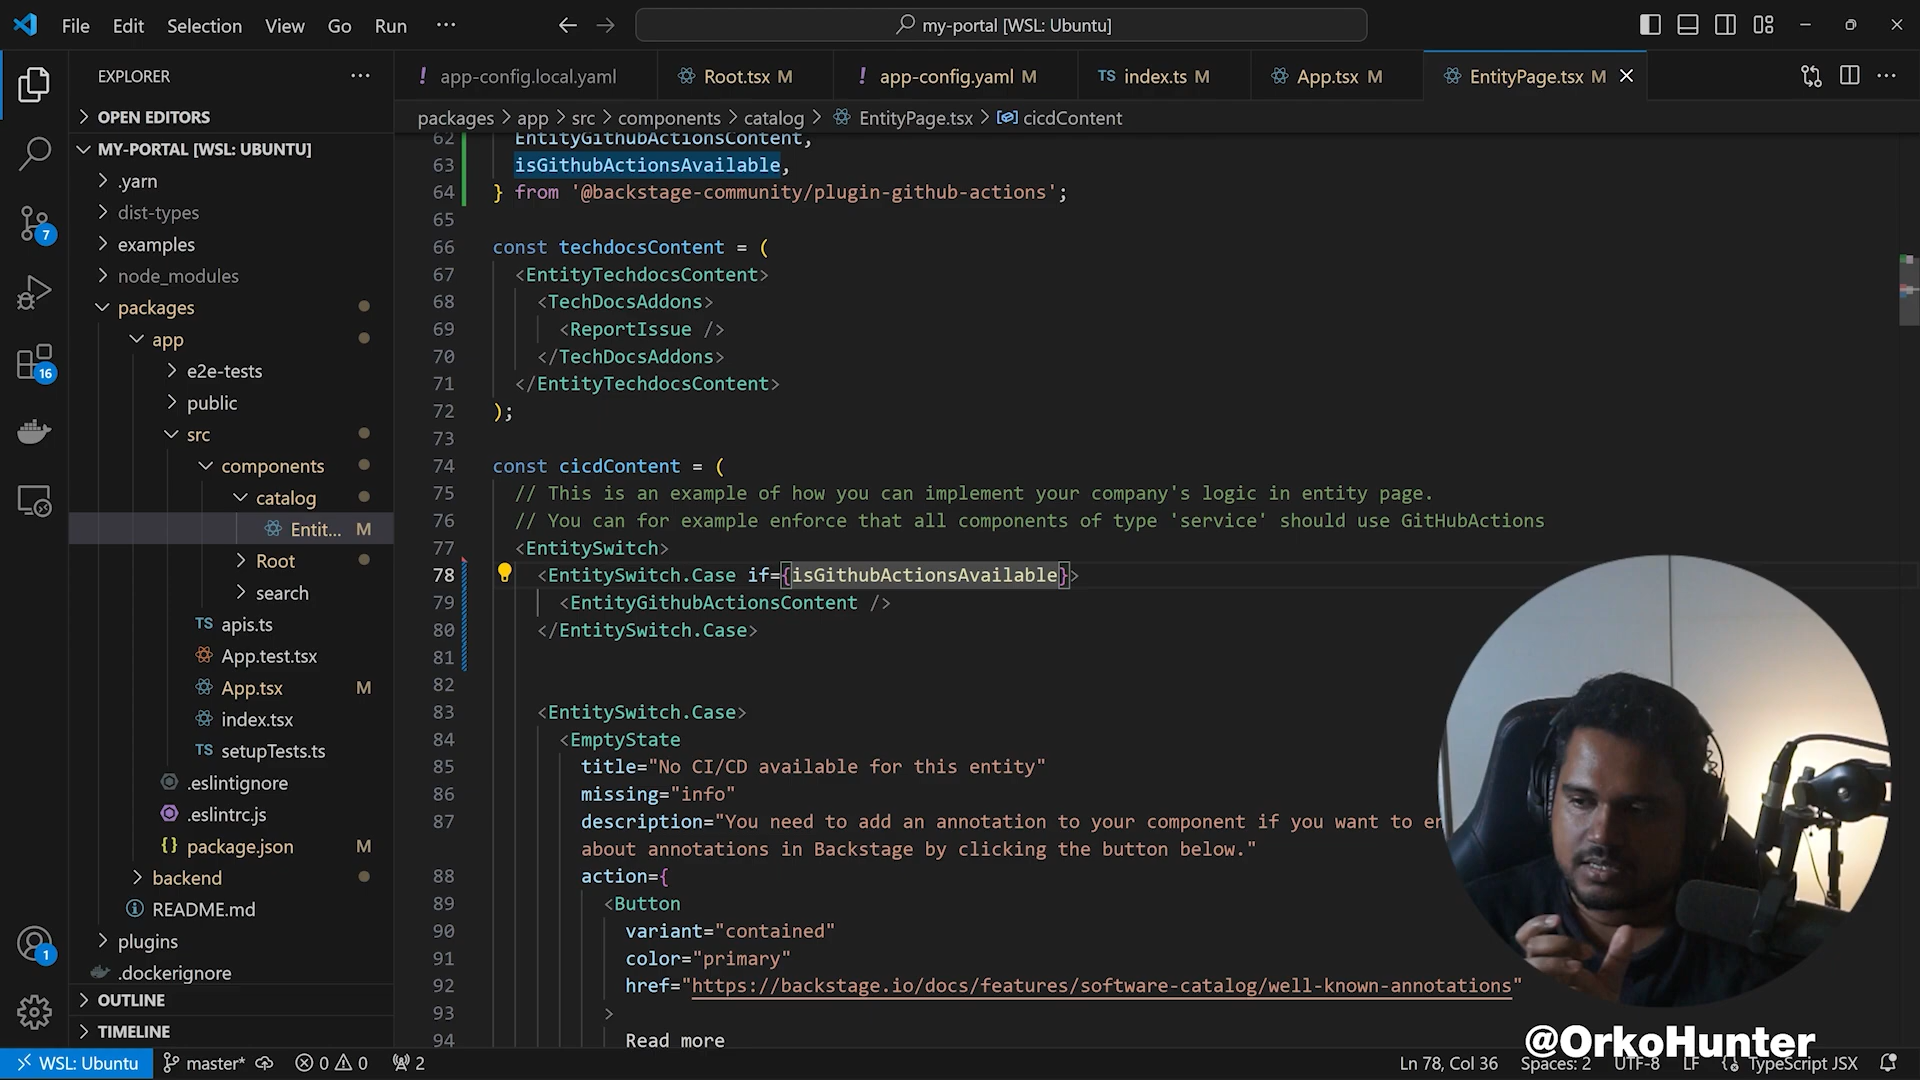 File Edit Selection View Go Run ···
my-portal [WSL: Ubuntu]
EXPLORER
! app-config.local.yaml
Root.tsx M
! app-config.yaml M
TS index.ts M
App.tsx M
EntityPage.tsx M
OPEN EDITORS
packages > app > src > components > catalog > EntityPage.tsx > cicdContent
MY-PORTAL [WSL: UBUNTU]
.yarn
dist-types
examples
node_modules
packages
app
e2e-tests
public
src
components
catalog
Entit... M
Root
search
TS apis.ts
App.test.tsx
App.tsx M
index.tsx
TS setupTests.ts
.eslintignore
.eslintrc.js
{} package.json M
backend
README.md
plugins
.dockerignore
OUTLINE
TIMELINE
7
16
1
62 EntityGithubActionsContent,
63 isGithubActionsAvailable,
64 } from '@backstage-community/plugin-github-actions';
65
66 const techdocsContent = (
67 <EntityTechdocsContent>
68 <TechDocsAddons>
69 <ReportIssue />
70 </TechDocsAddons>
71 </EntityTechdocsContent>
72 );
73
74 const cicdContent = (
75 // This is an example of how you can implement your company's logic in entity page.
76 // You can for example enforce that all components of type 'service' should use GitHubActions
77 <EntitySwitch>
78 <EntitySwitch.Case if={isGithubActionsAvailable}>
79 <EntityGithubActionsContent />
80 </EntitySwitch.Case>
81
82
83 <EntitySwitch.Case>
84 <EmptyState
85 title="No CI/CD available for this entity"
86 missing="info"
87 description="You need to add an annotation to your component if you want to en
about annotations in Backstage by clicking the button below."
88 action={
89 <Button
90 variant="contained"
91 color="primary"
92 href="https://backstage.io/docs/features/software-catalog/well-known-annotations"
93 >
94 Read more
@OrkoHunter
WSL: Ubuntu master* 0 0 2
Ln 78, Col 36 Spaces: 2 UTF-8 LF TypeScript JSX